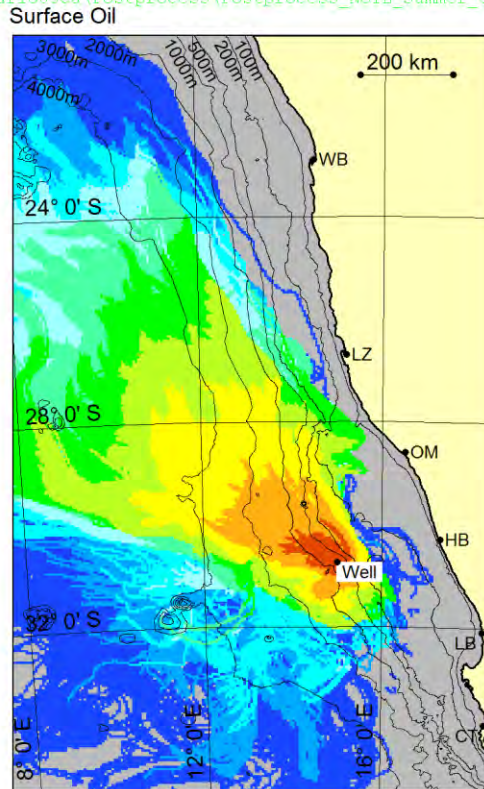 Surface Oil
3000m
2000m
1000m
500m
200m
100m
4000m
200 km
WB
24° 0' S
LZ
28° 0' S
OM
HB
Well
32° 0' S
LB
CT
8° 0' E
12° 0' E
16° 0' E